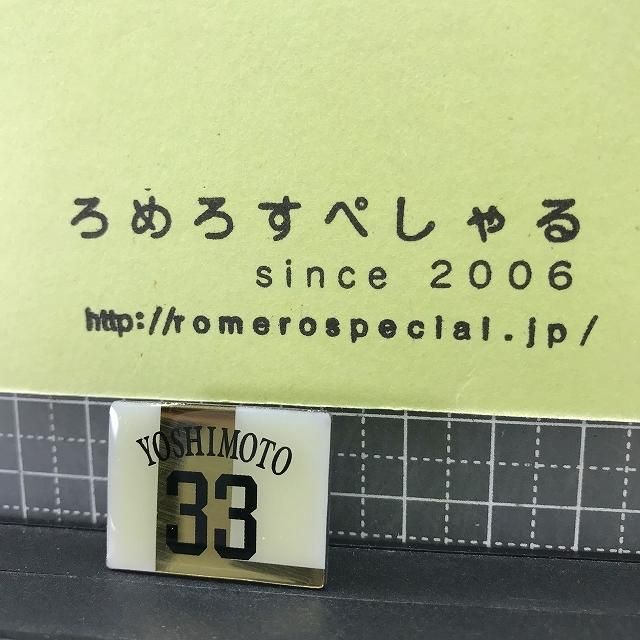 ろめろすぺしゃる
since 2006
http://romerospecial.jp/
YOSHIMOTO
33